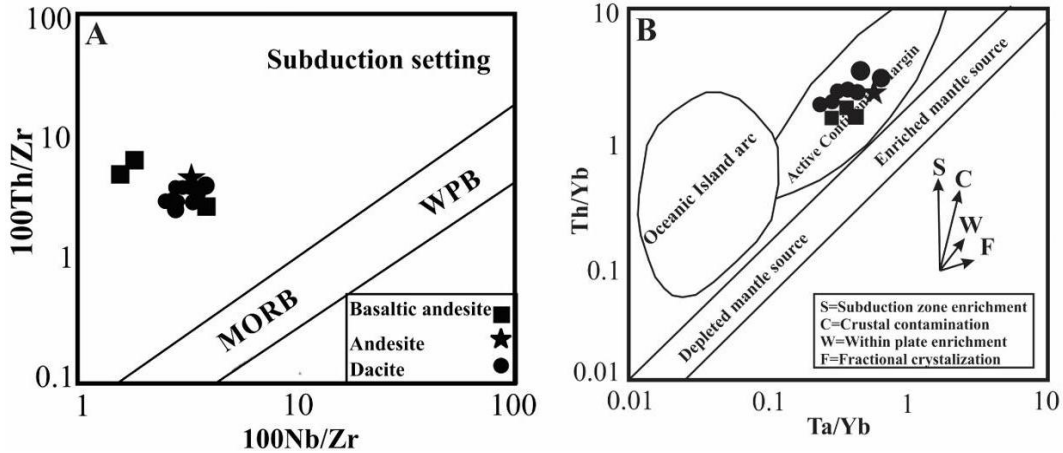 A
100
10
1
0.1
100Th/Zr
Subduction setting
WPB
MORB
Basaltic andesite
Andesite
Dacite
1
10
100
100Nb/Zr
B
10
1
0.1
0.01
Th/Yb
Oceanic Island arc
Enriched mantle source
Depleted mantle source
S
C
W
F
S=Subduction zone enrichment
C=Crustal contamination
W=Within plate enrichment
F=Fractional crystalization
0.01
0.1
1
10
Ta/Yb
Active